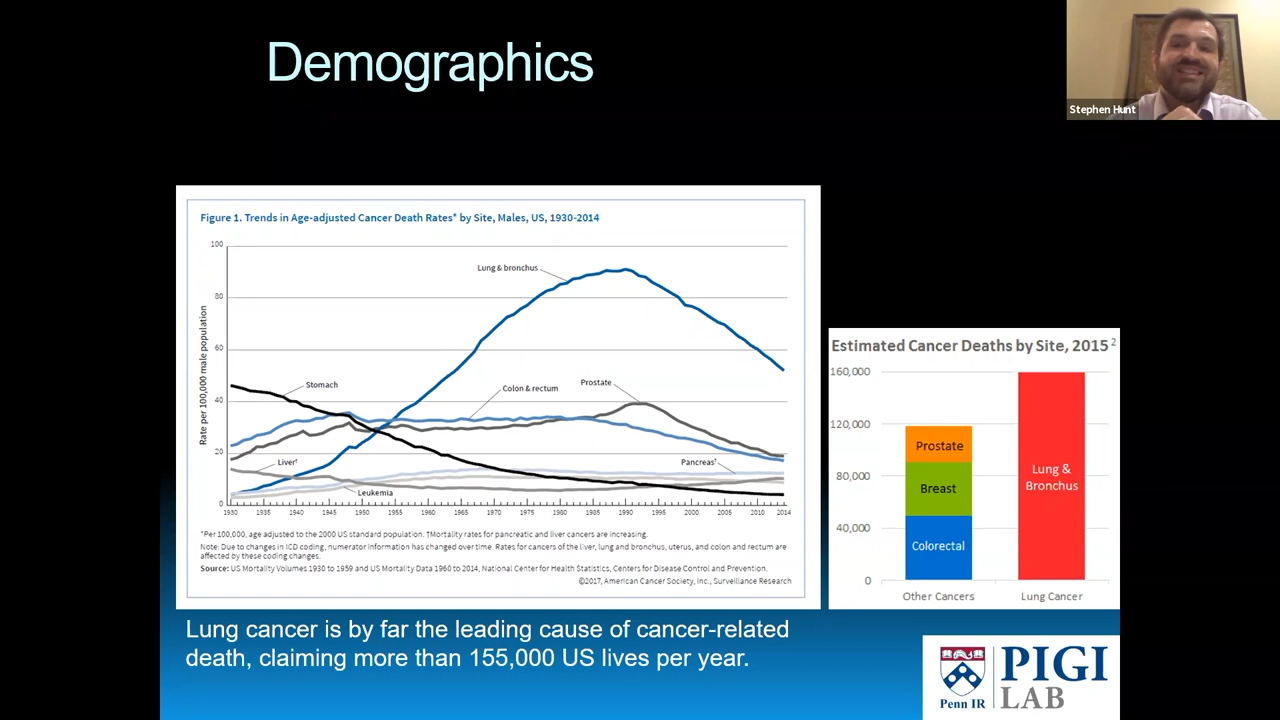 Demographics
Stephen Hunt
Figure 1. Trends in Age-adjusted Cancer Death Rates* by Site, Males, US, 1930-2014
100
80
60
40
20
0
Rate per 100,000 male population
Lung & bronchus
Stomach
Colon & rectum
Prostate
Liver†
Pancreas†
Leukemia
1930 1935 1940 1945 1950 1955 1960 1965 1970 1975 1980 1985 1990 1995 2000 2005 2010 2014
*Per 100,000, age adjusted to the 2000 US standard population. †Mortality rates for pancreatic and liver cancers are increasing.
Note: Due to changes in ICD coding, numerator information has changed over time. Rates for cancers of the liver, lung and bronchus, uterus, and colon and rectum are
affected by these coding changes.
Source: US Mortality Volumes 1930 to 1959 and US Mortality Data 1960 to 2014, National Center for Health Statistics, Centers for Disease Control and Prevention.
©2017, American Cancer Society, Inc., Surveillance Research
Estimated Cancer Deaths by Site, 2015²
160,000
120,000
80,000
40,000
0
Prostate
Breast
Colorectal
Lung &
Bronchus
Other Cancers
Lung Cancer
Lung cancer is by far the leading cause of cancer-related
death, claiming more than 155,000 US lives per year.
Penn IR
PIGI
LAB